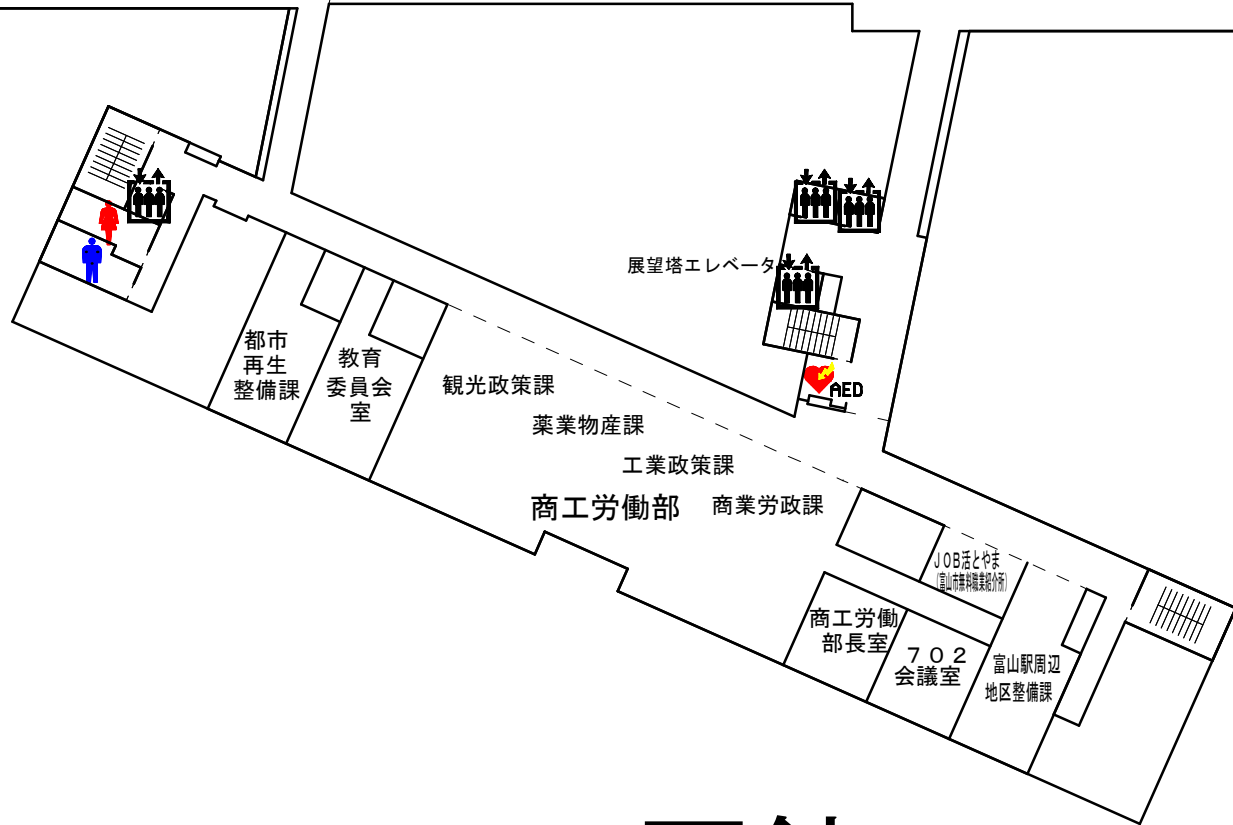 展望塔エレベータ
AED
都市
再生
整備課
教育
委員会
室
観光政策課
薬業物産課
工業政策課
商工労働部
商業労政課
JOB活とやま
(富山市無料職業紹介所)
商工労働
部長室
702
会議室
富山駅周辺
地区整備課